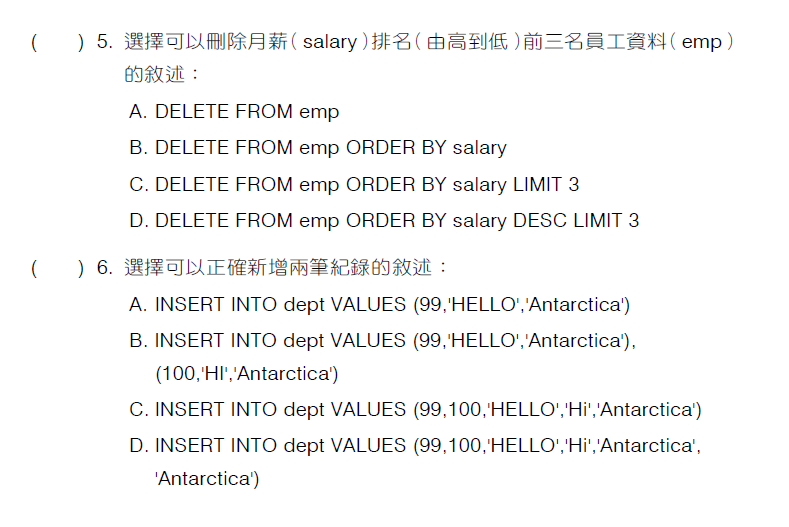 (　　) 5. 選擇可以刪除月薪( salary )排名( 由高到低 )前三名員工資料( emp )
的敘述：
A. DELETE FROM emp
B. DELETE FROM emp ORDER BY salary
C. DELETE FROM emp ORDER BY salary LIMIT 3
D. DELETE FROM emp ORDER BY salary DESC LIMIT 3
(　　) 6. 選擇可以正確新增兩筆紀錄的敘述：
A. INSERT INTO dept VALUES (99,'HELLO','Antarctica')
B. INSERT INTO dept VALUES (99,'HELLO','Antarctica'),
(100,'HI','Antarctica')
C. INSERT INTO dept VALUES (99,100,'HELLO','Hi','Antarctica')
D. INSERT INTO dept VALUES (99,100,'HELLO','Hi','Antarctica',
'Antarctica')